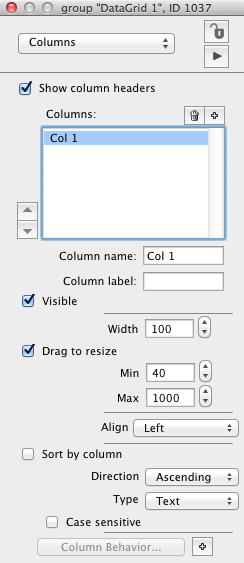 group "DataGrid 1", ID 1037
Columns
Show column headers
Columns:
Col 1
Column name: Col 1
Column label:
Visible
Width 100
Drag to resize
Min 40
Max 1000
Align Left
Sort by column
Direction Ascending
Type Text
Case sensitive
Column Behavior...